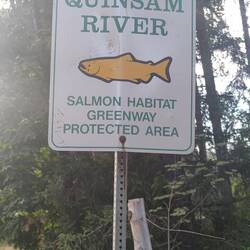 QUINSAM
RIVER
SALMON HABITAT
GREENWAY
PROTECTED AREA